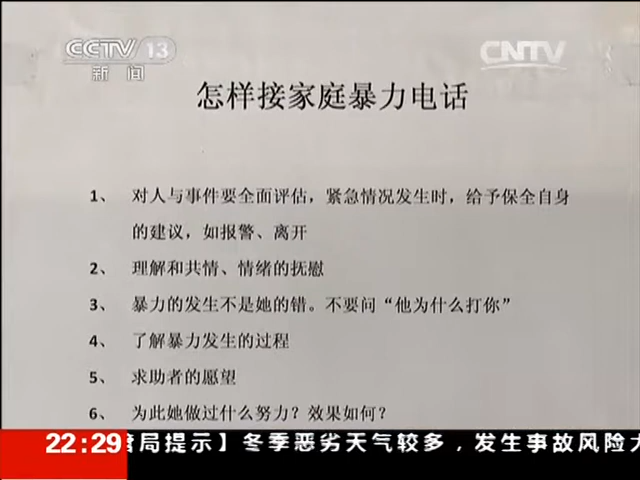 CCTV 13
新闻
CNTV
怎样接家庭暴力电话
1、 对人与事件要全面评估，紧急情况发生时，给予保全自身
的建议，如报警、离开
2、 理解和共情、情绪的抚慰
3、 暴力的发生不是她的错。不要问“他为什么打你”
4、 了解暴力发生的过程
5、 求助者的愿望
6、 为此她做过什么努力？效果如何？
22:29
局提示】冬季恶劣天气较多，发生事故风险